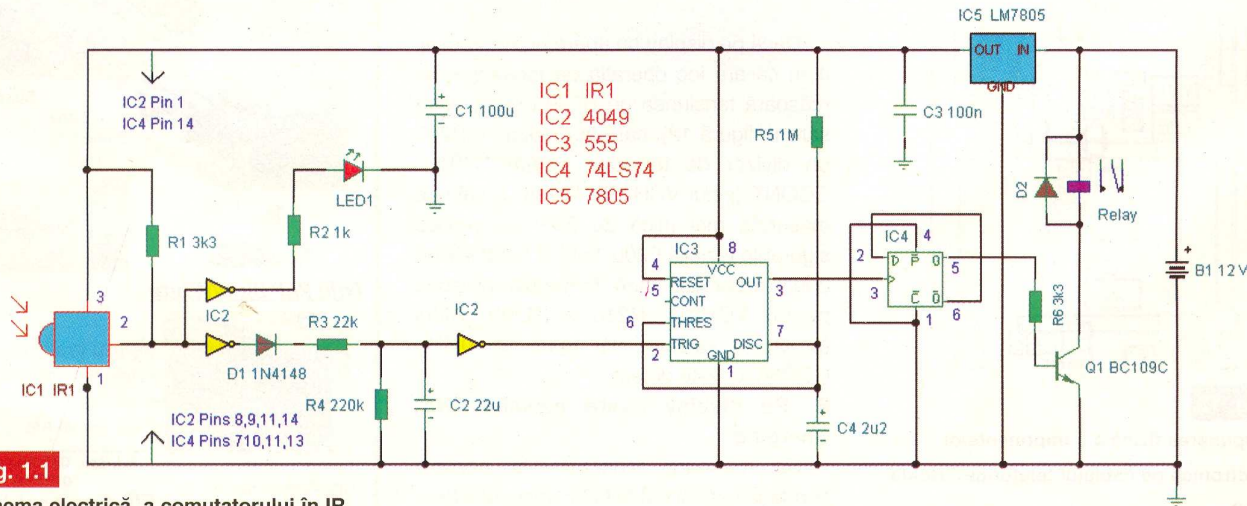 IC5 LM7805
OUT IN
GND
IC2 Pin 1
IC4 Pin 14
C1 100u
IC1 IR1
IC2 4049
IC3 555
IC4 74LS74
IC5 7805
R5 1M
C3 100n
LED1
D2
Relay
R1 3k3
R2 1k
IC3
8
4
VCC
RESET
OUT
3
5
CONT
6
THRES
7
2
TRIG
DISC
GND
1
IC4
4
2
D P Q
5
3
C Q
6
1
B1 12 V
3
2
1
IC2
IC2
R3 22k
D1 1N4148
R6 3k3
Q1 BC109C
IC1 IR1
R4 220k
C2 22u
C4 2u2
IC2 Pins 8,9,11,14
IC4 Pins 710,11,13
g. 1.1
ema electrică a comutatorului în IR